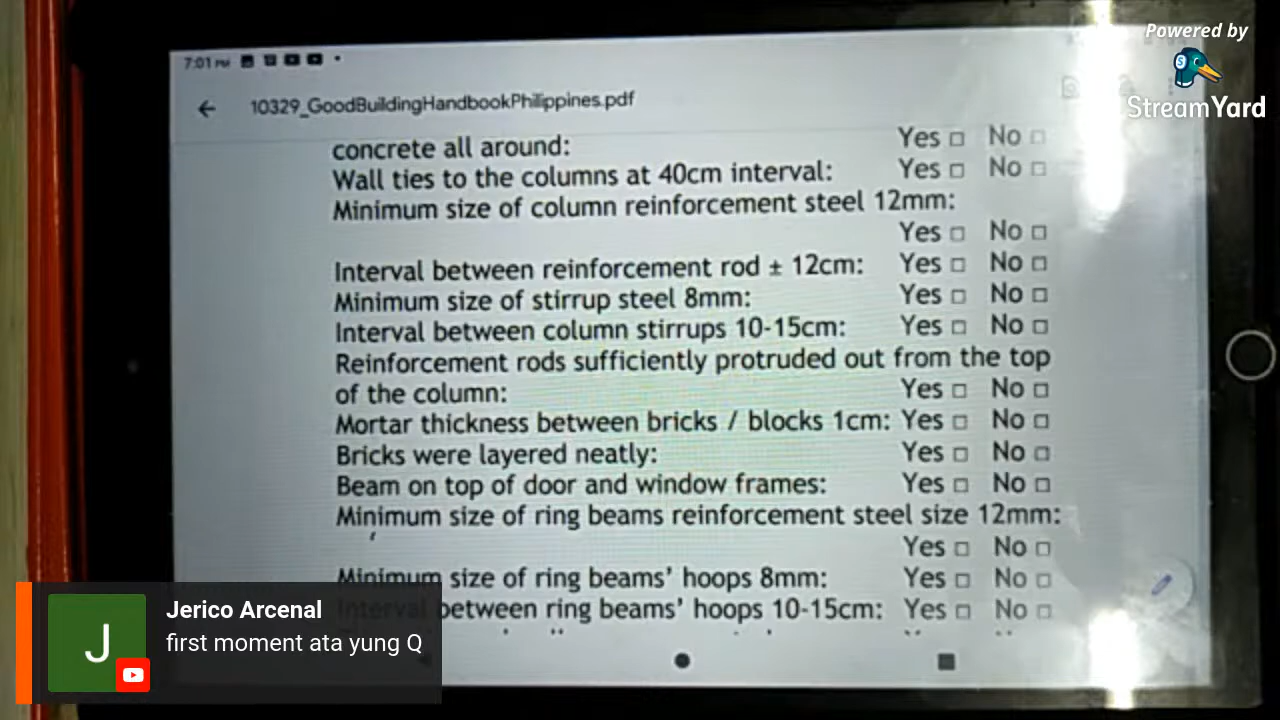 Powered by
StreamYard
7:01 PM
10329_GoodBuildingHandbookPhilippines.pdf
concrete all around: Yes □ No □
Wall ties to the columns at 40cm interval: Yes □ No □
Minimum size of column reinforcement steel 12mm:
Yes □ No □
Interval between reinforcement rod ± 12cm: Yes □ No □
Minimum size of stirrup steel 8mm: Yes □ No □
Interval between column stirrups 10-15cm: Yes □ No □
Reinforcement rods sufficiently protruded out from the top
of the column: Yes □ No □
Mortar thickness between bricks / blocks 1cm: Yes □ No □
Bricks were layered neatly: Yes □ No □
Beam on top of door and window frames: Yes □ No □
Minimum size of ring beams reinforcement steel size 12mm:
Yes □ No □
Minimum size of ring beams' hoops 8mm: Yes □ No □
Interval between ring beams' hoops 10-15cm: Yes □ No □
J
Jerico Arcenal
first moment ata yung Q